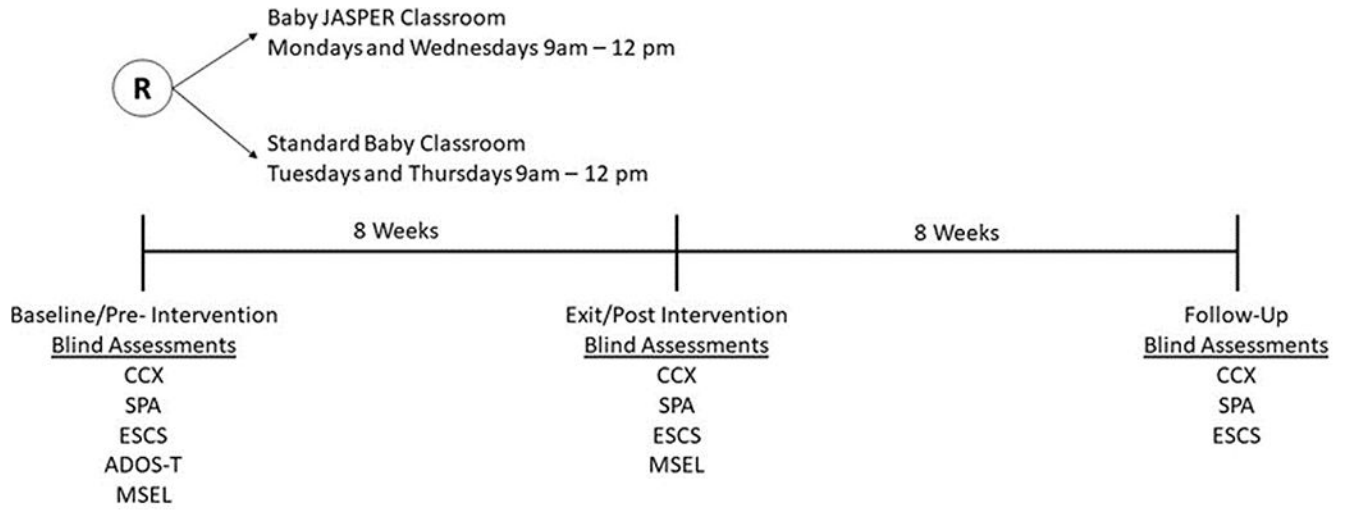 Baby JASPER Classroom
Mondays and Wednesdays 9am – 12 pm
R
Standard Baby Classroom
Tuesdays and Thursdays 9am – 12 pm
8 Weeks
8 Weeks
Baseline/Pre- Intervention
Blind Assessments
CCX
SPA
ESCS
ADOS-T
MSEL
Exit/Post Intervention
Blind Assessments
CCX
SPA
ESCS
MSEL
Follow-Up
Blind Assessments
CCX
SPA
ESCS